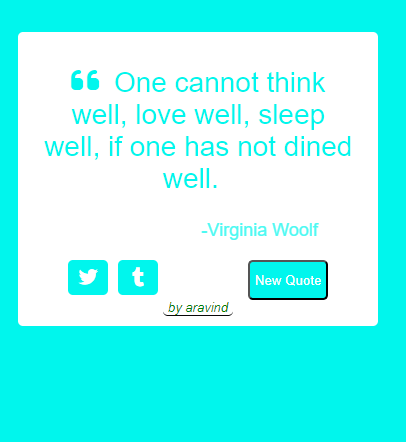 “ One cannot think
well, love well, sleep
well, if one has not dined
well.
-Virginia Woolf
New Quote
by aravind